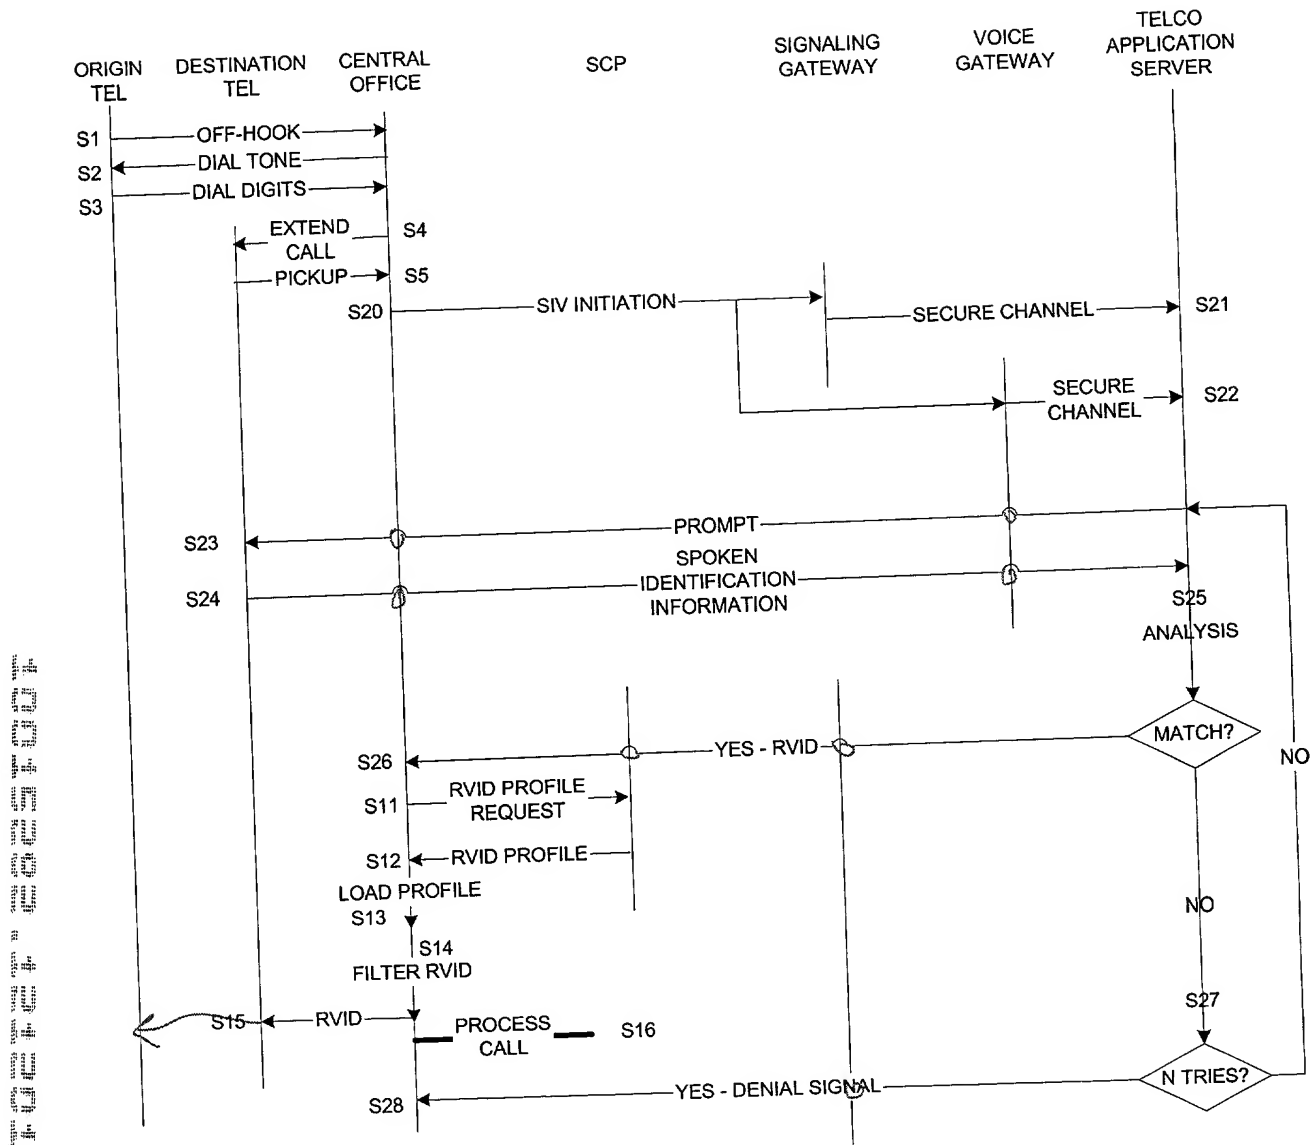 ORIGIN
TEL
DESTINATION
TEL
CENTRAL
OFFICE
SCP
SIGNALING
GATEWAY
VOICE
GATEWAY
TELCO
APPLICATION
SERVER
S1
OFF-HOOK
S2
DIAL TONE
S3
DIAL DIGITS
EXTEND
CALL
S4
PICKUP
S5
S20
SIV INITIATION
SECURE CHANNEL
S21
SECURE
CHANNEL
S22
S23
PROMPT
S24
SPOKEN
IDENTIFICATION
INFORMATION
S25
ANALYSIS
MATCH?
NO
S26
YES - RVID
S11
RVID PROFILE
REQUEST
S12
RVID PROFILE
LOAD PROFILE
S13
S14
FILTER RVID
NO
S27
S15
RVID
PROCESS
CALL
S16
N TRIES?
S28
YES - DENIAL SIGNAL